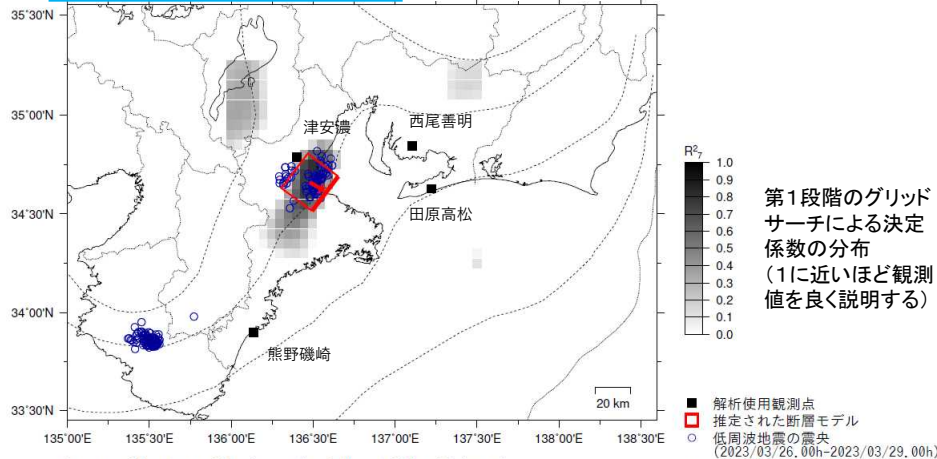 35°30'N
35°00'N
34°30'N
34°00'N
33°30'N
135°00'E
135°30'E
136°00'E
136°30'E
137°00'E
137°30'E
138°00'E
138°30'E
津安濃
西尾善明
田原高松
熊野磯崎
20 km
R²₇
1.0
0.9
0.8
0.7
0.6
0.5
0.4
0.3
0.2
0.1
0.0
第1段階のグリッド
サーチによる決定
係数の分布
(1に近いほど観測
値を良く説明する)
■ 解析使用観測点
推定された断層モデル
○ 低周波地震の震央
(2023/03/26.00h-2023/03/29.00h)